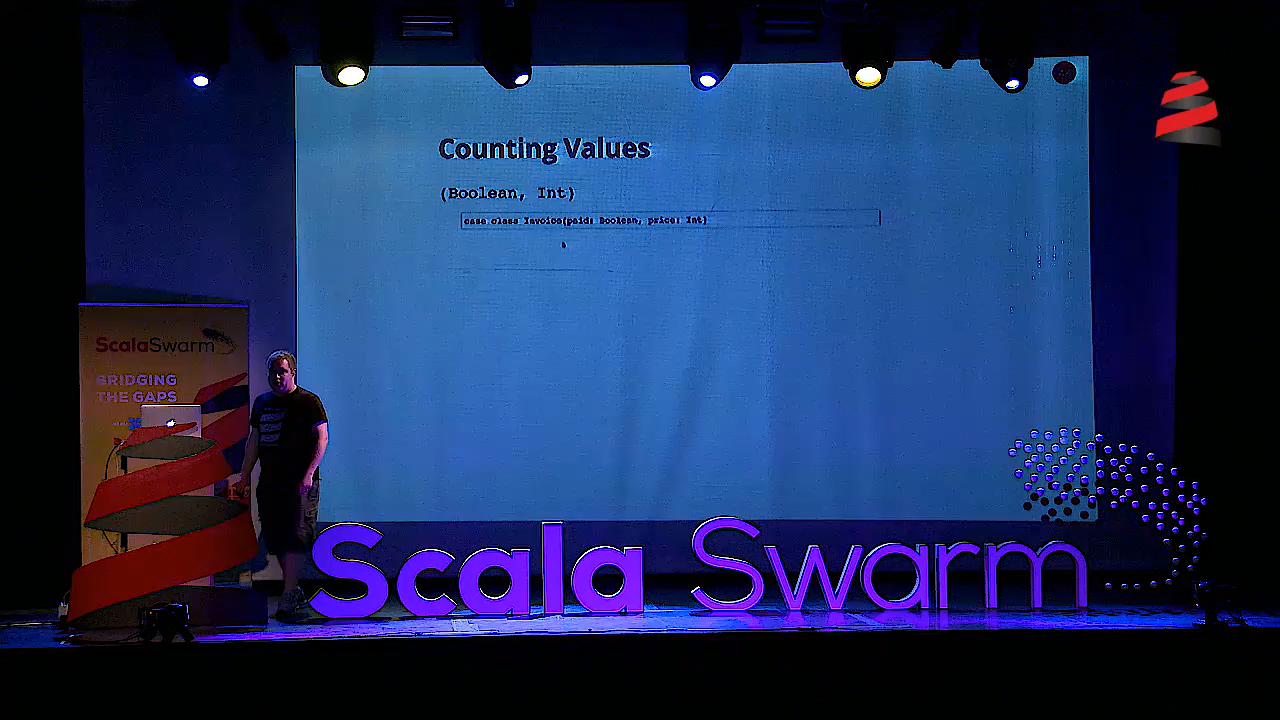 Counting Values
(Boolean, Int)
case class Invoice(paid: Boolean, price: Int)
ScalaSwarm
BRIDGING
THE GAPS
Scala Swarm